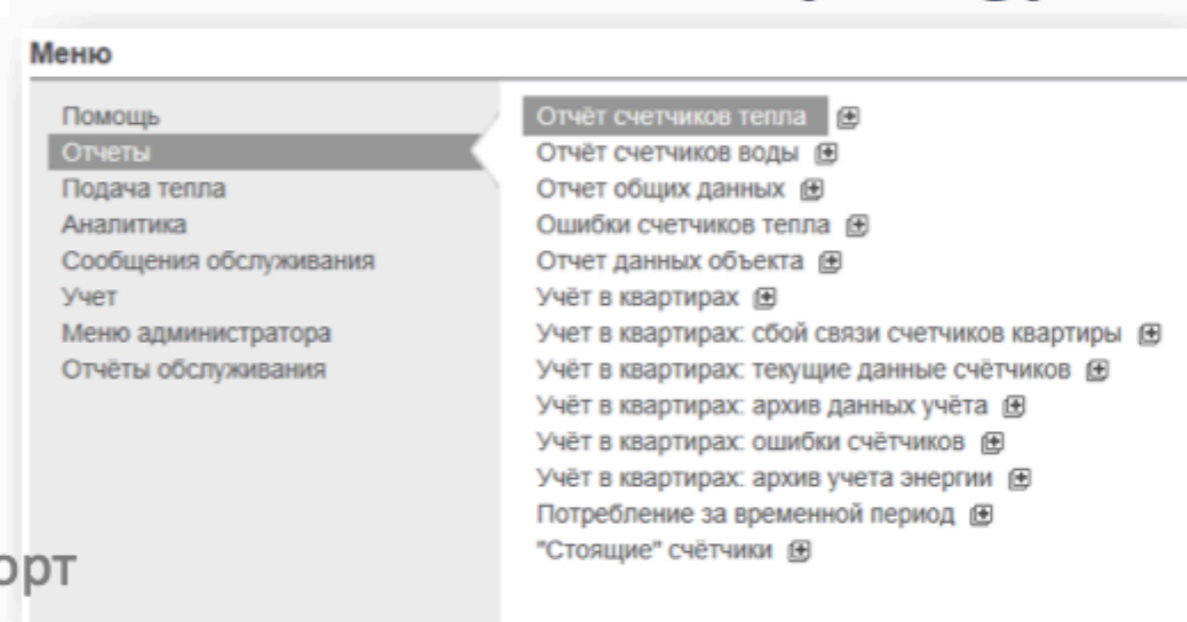 Меню
Помощь
Отчеты
Подача тепла
Аналитика
Сообщения обслуживания
Учет
Меню администратора
Отчёты обслуживания
Отчёт счетчиков тепла
Отчёт счетчиков воды
Отчет общих данных
Ошибки счетчиков тепла
Отчет данных объекта
Учёт в квартирах
Учет в квартирах: сбой связи счетчиков квартиры
Учёт в квартирах: текущие данные счётчиков
Учёт в квартирах: архив данных учёта
Учёт в квартирах: ошибки счётчиков
Учёт в квартирах: архив учета энергии
Потребление за временной период
"Стоящие" счётчики
орт